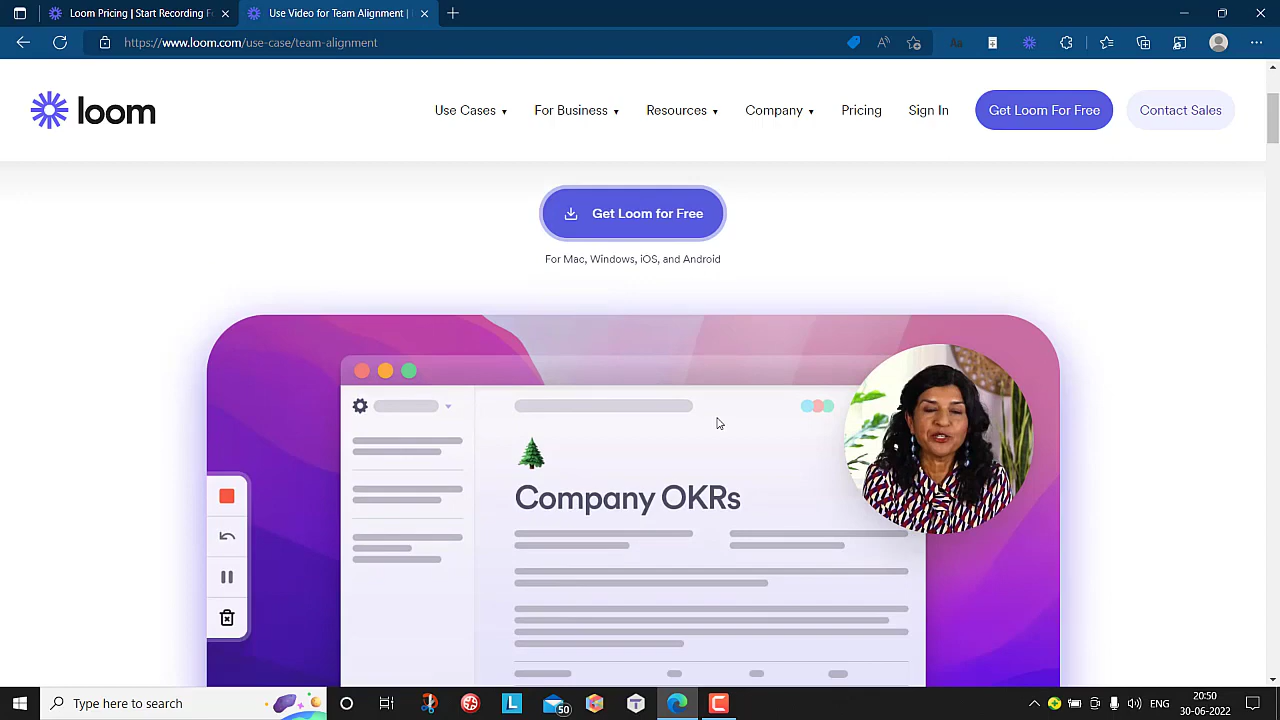 Loom Pricing | Start Recording F
Use Video for Team Alignment |
https://www.loom.com/use-case/team-alignment
loom
Use Cases
For Business
Resources
Company
Pricing
Sign In
Get Loom For Free
Contact Sales
Get Loom for Free
For Mac, Windows, iOS, and Android
Company OKRs
Type here to search
L
50
T
ENG
20:50
30-06-2022